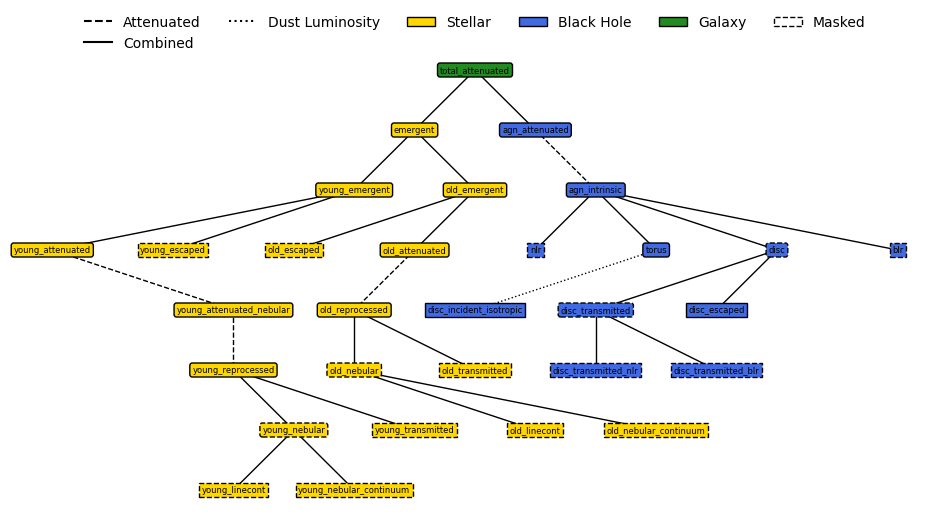 Attenuated
Dust Luminosity
Stellar
Black Hole
Galaxy
Masked
Combined
total_attenuated
emergent
agn_attenuated
young_emergent
old_emergent
agn_intrinsic
young_attenuated
young_escaped
old_escaped
old_attenuated
nlr
torus
disc
blr
young_attenuated_nebular
old_reprocessed
disc_incident_isotropic
disc_transmitted
disc_escaped
young_reprocessed
old_nebular
old_transmitted
disc_transmitted_nlr
disc_transmitted_blr
young_nebular
young_transmitted
old_linecont
old_nebular_continuum
young_linecont
young_nebular_continuum